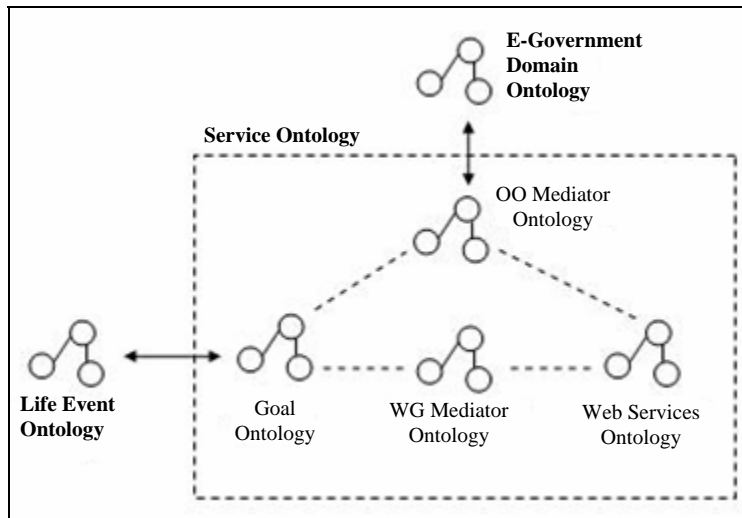 E-Government
Domain
Ontology
Service Ontology
OO Mediator
Ontology
Life Event
Ontology
Goal
Ontology
WG Mediator
Ontology
Web Services
Ontology